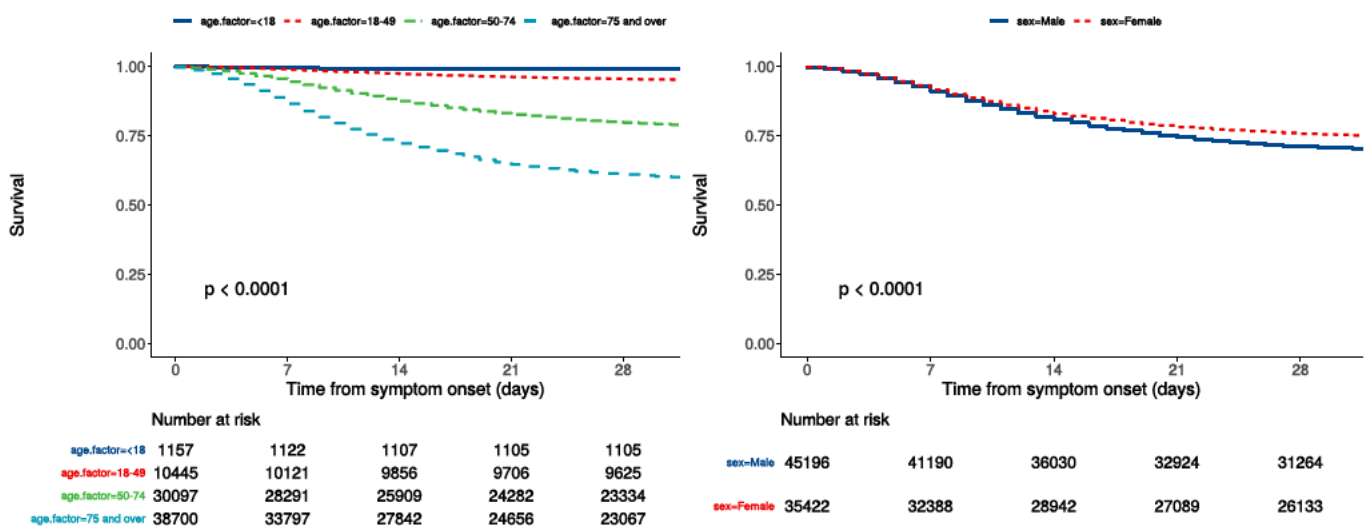 age.factor=<18 age.factor=18-49 age.factor=50-74 age.factor=75 and over
Survival
1.00
0.75
0.50
0.25
0.00
p < 0.0001
0 7 14 21 28
Time from symptom onset (days)
Number at risk
age.factor=<18 1157 1122 1107 1105 1105
age.factor=18-49 10445 10121 9856 9706 9625
age.factor=50-74 30097 28291 25909 24282 23334
age.factor=75 and over 38700 33797 27842 24656 23067
sex=Male sex=Female
Survival
1.00
0.75
0.50
0.25
0.00
p < 0.0001
0 7 14 21 28
Time from symptom onset (days)
Number at risk
sex=Male 45196 41190 36030 32924 31264
sex=Female 35422 32388 28942 27089 26133